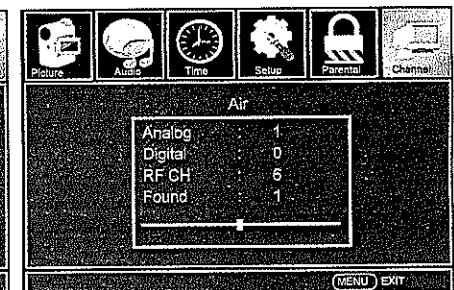 Picture Audio Time Setup Parental Channel
Air
Analog : 1
Digital : 0
RF CH : 6
Found : 1
MENU EXIT